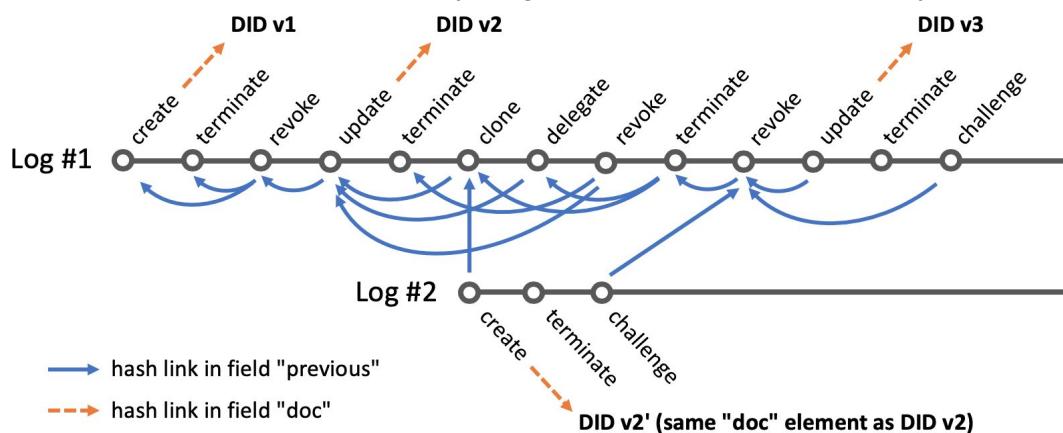 DID v1
DID v2
DID v3
create
terminate
revoke
update
terminate
clone
delegate
revoke
terminate
revoke
update
terminate
challenge
Log #1
Log #2
create
terminate
challenge
hash link in field "previous"
hash link in field "doc"
DID v2' (same "doc" element as DID v2)